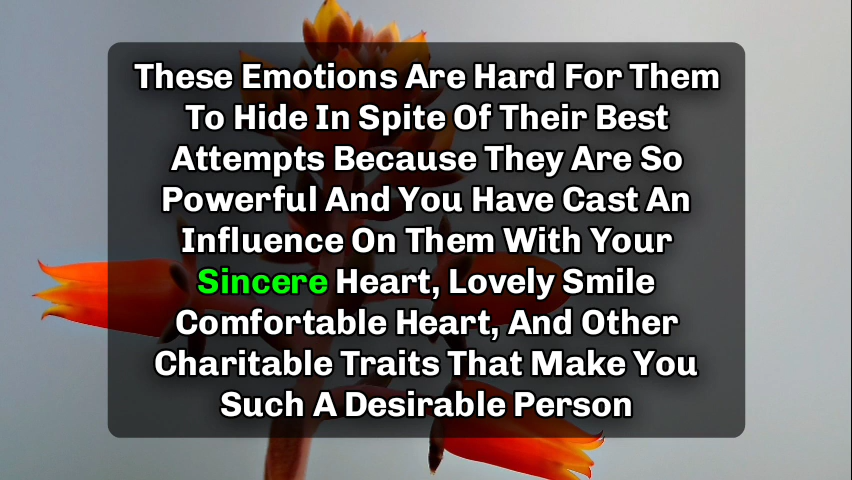 These Emotions Are Hard For Them
To Hide In Spite Of Their Best
Attempts Because They Are So
Powerful And You Have Cast An
Influence On Them With Your
Sincere Heart, Lovely Smile
Comfortable Heart, And Other
Charitable Traits That Make You
Such A Desirable Person